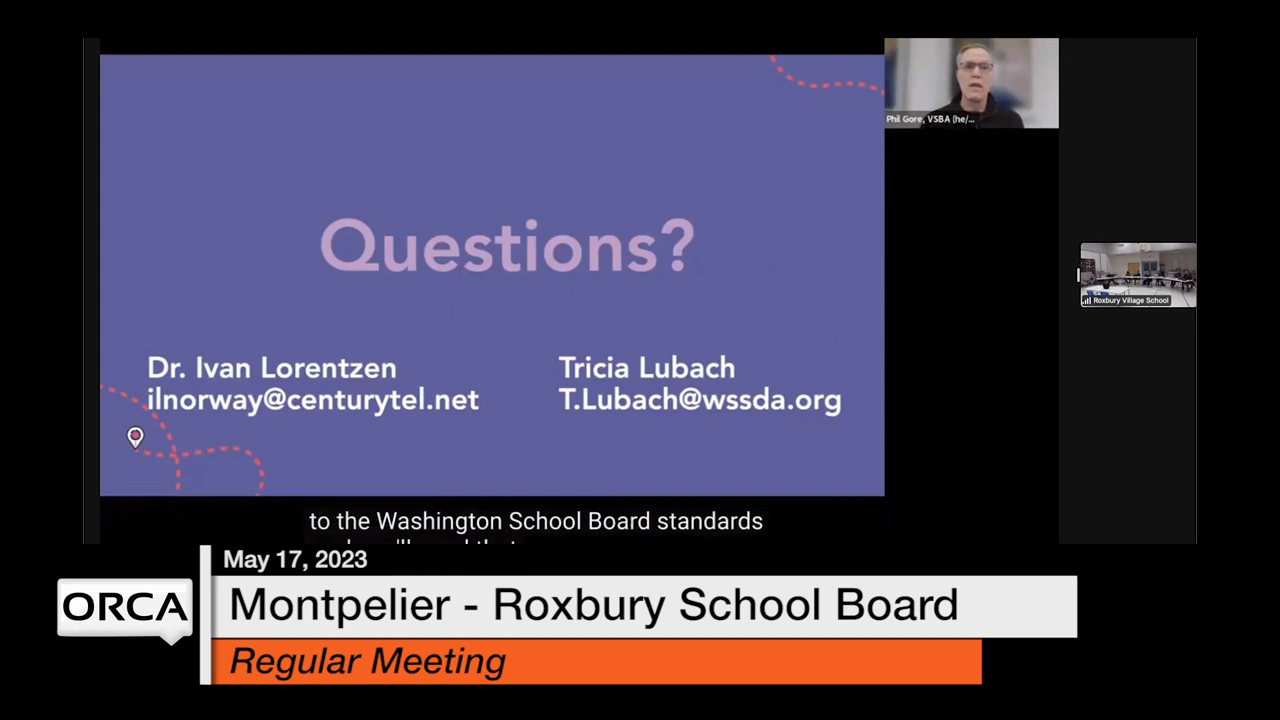 Questions?
Dr. Ivan Lorentzen
ilnorway@centurytel.net
Tricia Lubach
T.Lubach@wssda.org
Phil Gore, VSBA (he/...
Roxbury Village School
to the Washington School Board standards
May 17, 2023
ORCA
Montpelier - Roxbury School Board
Regular Meeting